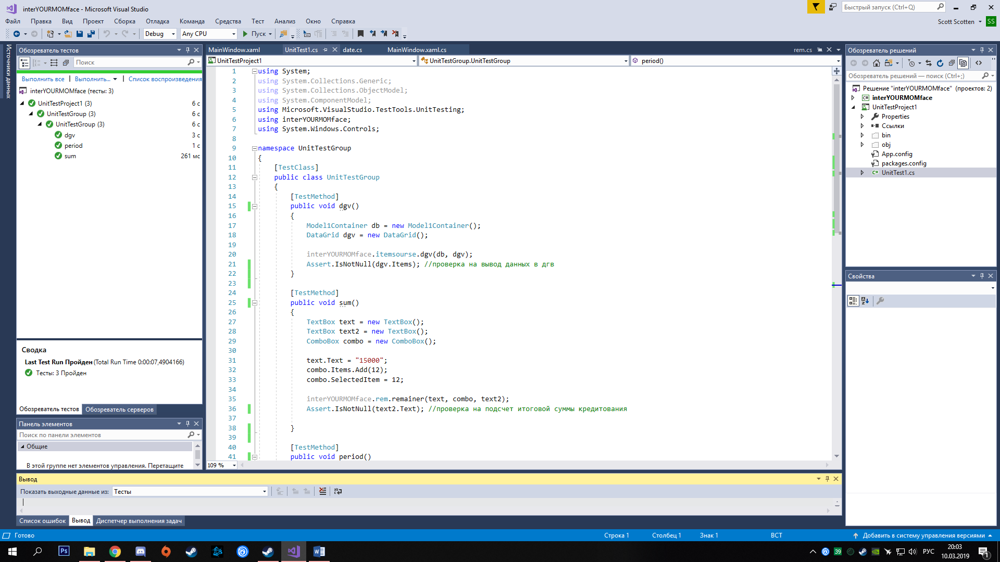 interYOURMOMface - Microsoft Visual Studio
Быстрый запуск (Ctrl+Q)
Файл Правка Вид Проект Сборка Отладка Команда Средства Тест Анализ Окно Справка
Scott Scotten SS
Debug Any CPU Пуск
Источники данных
Обозреватель тестов
Поиск
Выполнить все Выполнить... Список воспроизведения
interYOURMOMface (тесты: 3)
UnitTestProject1 (3) 6 с
UnitTestGroup (3) 6 с
UnitTestGroup (3) 6 с
dgv 3 с
period 1 с
sum 261 мс
Сводка
Last Test Run Пройден (Total Run Time 0:00:07,4904166)
Тесты: 3 Пройден
Обозреватель тестов Обозреватель серверов
Панель элементов
Поиск по панели элементов
Общие
В этой группе нет элементов управления. Перетащите
MainWindow.xaml UnitTest1.cs date.cs MainWindow.xaml.cs rem.cs
UnitTestProject1 UnitTestGroup.UnitTestGroup period()
1 using System;
2 using System.Collections.Generic;
3 using System.Collections.ObjectModel;
4 using System.ComponentModel;
5 using Microsoft.VisualStudio.TestTools.UnitTesting;
6 using interYOURMOMface;
7 using System.Windows.Controls;
8
9 namespace UnitTestGroup
10 {
11 [TestClass]
12 public class UnitTestGroup
13 {
14 [TestMethod]
15 public void dgv()
16 {
17 Model1Container db = new Model1Container();
18 DataGrid dgv = new DataGrid();
19
20 interYOURMOMface.itemsourse.dgv(db, dgv);
21 Assert.IsNotNull(dgv.Items); //проверка на вывод данных в дгв
22 }
23
24 [TestMethod]
25 public void sum()
26 {
27 TextBox text = new TextBox();
28 TextBox text2 = new TextBox();
29 ComboBox combo = new ComboBox();
30
31 text.Text = "15000";
32 combo.Items.Add(12);
33 combo.SelectedItem = 12;
34
35 interYOURMOMface.rem.remainer(text, combo, text2);
36 Assert.IsNotNull(text2.Text); //проверка на подсчет итоговой суммы кредитования
37
38 }
39
40 [TestMethod]
41 public void period()
109 %
Обозреватель решений
Обозреватель решений — поиск (Ctrl+;)
Решение "interYOURMOMface" (проектов: 2)
interYOURMOMface
UnitTestProject1
Properties
Ссылки
bin
obj
App.config
packages.config
UnitTest1.cs
Свойства
Вывод
Показать выходные данные из: Тесты
Список ошибок Вывод Диспетчер выполнения задач
Готово Строка 1 Столбец 1 Знак 1 ВСТ Добавить в систему управления версиями
Ps 39 РУС 20:03
10.03.2019 1